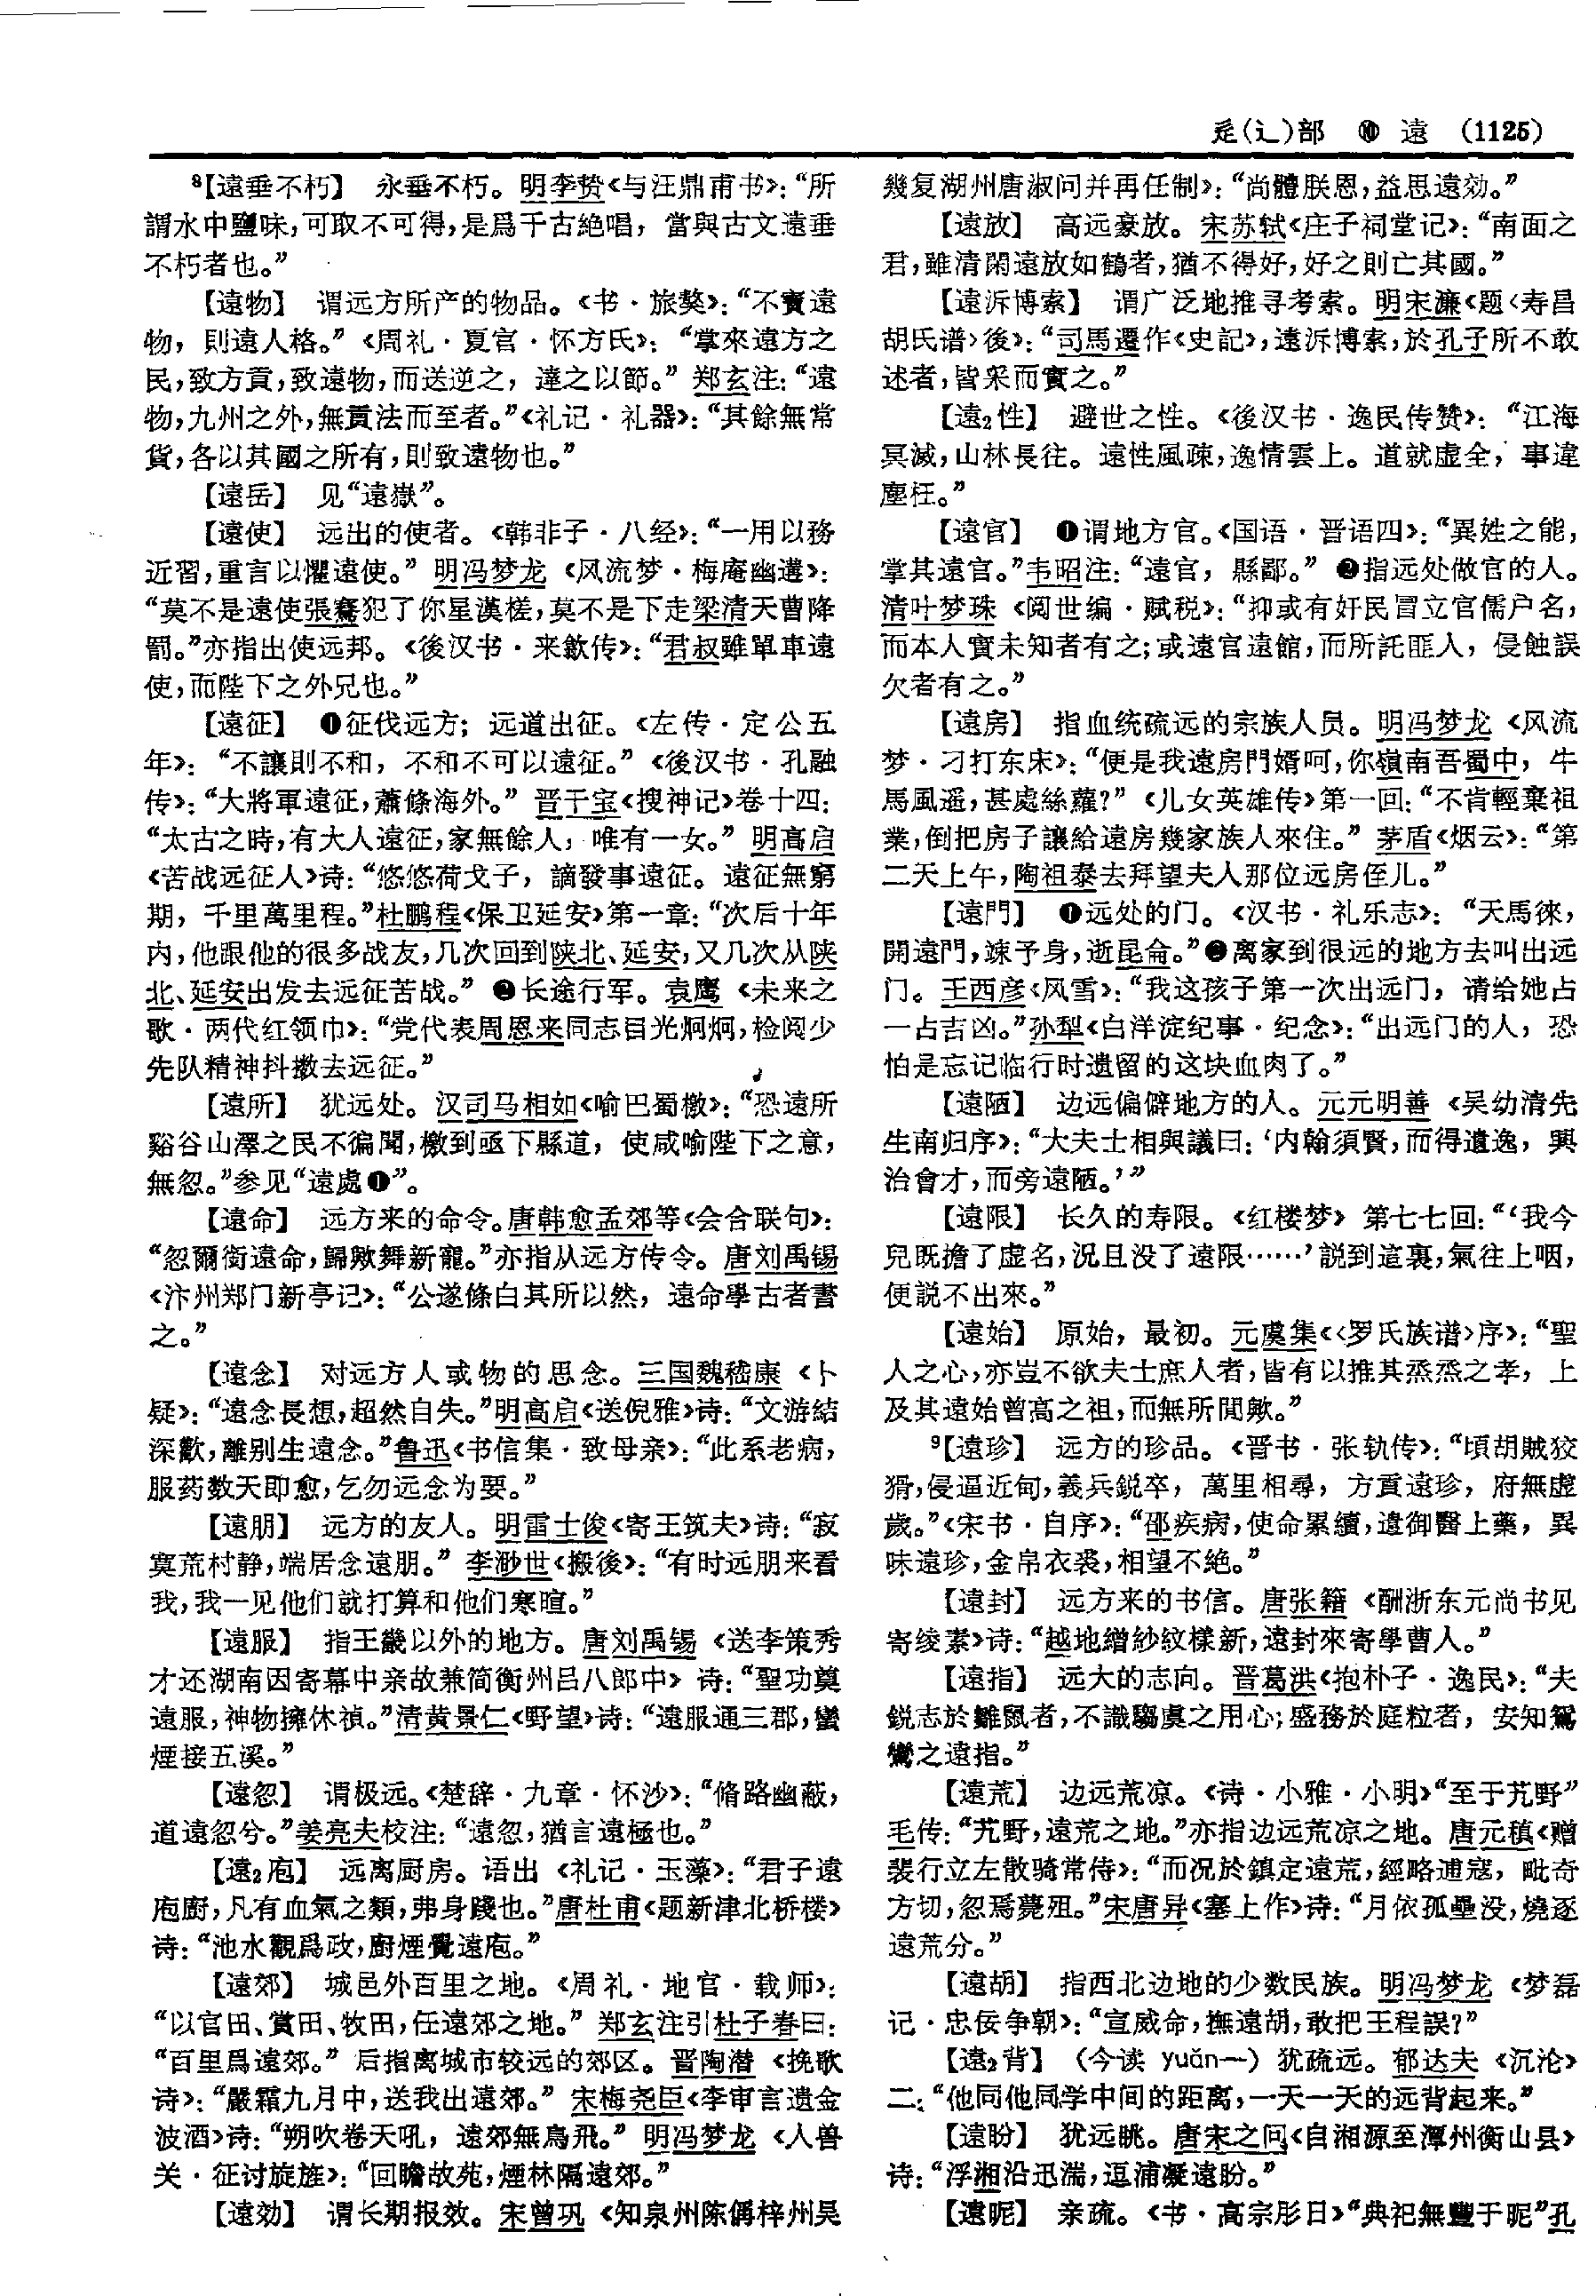 辵(辶)部 ⑩ 遠 (1125)
⁸【遠垂不朽】 永垂不朽。明李贽《与汪鼎甫书》：“所
謂水中鹽味，可取不可得，是爲千古絶唱，當與古文遠垂
不朽者也。”
【遠物】 谓远方所产的物品。《书·旅獒》：“不寳遠
物，則遠人格。”《周礼·夏官·怀方氏》：“掌來遠方之
民，致方貢，致遠物，而送逆之，達之以節。”郑玄注：“遠
物，九州之外，無貢法而至者。”《礼记·礼器》：“其餘無常
貨，各以其國之所有，則致遠物也。”
【遠岳】 见“遠嶽”。
【遠使】 远出的使者。《韩非子·八经》：“一用以務
近習，重言以懼遠使。”明冯梦龙《风流梦·梅庵幽遘》：
“莫不是遠使張騫犯了你星漢槎，莫不是下走梁清天曹降
罰。”亦指出使远邦。《後汉书·来歙传》：“君叔雖單車遠
使，而陛下之外兄也。”
【遠征】 ❶征伐远方；远道出征。《左传·定公五
年》：“不讓則不和，不和不可以遠征。”《後汉书·孔融
传》：“大將軍遠征，蕭條海外。”晋干宝《搜神记》卷十四：
“太古之時，有大人遠征，家無餘人，唯有一女。”明高启
《苦战远征人》诗：“悠悠荷戈子，謫發事遠征。遠征無窮
期，千里萬里程。”杜鹏程《保卫延安》第一章：“次后十年
内，他跟他的很多战友，几次回到陕北、延安，又几次从陕
北、延安出发去远征苦战。”❷长途行军。袁鹰《未来之
歌·两代红领巾》：“党代表周恩来同志目光炯炯，检阅少
先队精神抖擞去远征。”
【遠所】 犹远处。汉司马相如《喻巴蜀檄》：“恐遠所
谿谷山澤之民不徧聞，檄到亟下縣道，使咸喻陛下之意，
無忽。”参见“遠處❶”。
【遠命】 远方来的命令。唐韩愈孟郊等《会合联句》：
“忽爾銜遠命，歸歟舞新寵。”亦指从远方传令。唐刘禹锡
《汴州郑门新亭记》：“公遂條白其所以然，遠命學古者書
之。”
【遠念】 对远方人或物的思念。三国魏嵇康《卜
疑》：“遠念長想，超然自失。”明高启《送倪雅》诗：“文游結
深歡，離别生遠念。”鲁迅《书信集·致母亲》：“此系老病，
服药数天即愈，乞勿远念为要。”
【遠朋】 远方的友人。明雷士俊《寄王筑夫》诗：“寂
寞荒村静，端居念遠朋。”李渺世《搬後》：“有时远朋来看
我，我一见他们就打算和他们寒暄。”
【遠服】 指王畿以外的地方。唐刘禹锡《送李策秀
才还湖南因寄幕中亲故兼简衡州吕八郎中》诗：“聖功奠
遠服，神物擁休禎。”清黄景仁《野望》诗：“遠服通三郡，蠻
煙接五溪。”
【遠忽】 谓极远。《楚辞·九章·怀沙》：“脩路幽蔽，
道遠忽兮。”姜亮夫校注：“遠忽，猶言遠極也。”
【遠₂庖】 远离厨房。语出《礼记·玉藻》：“君子遠
庖廚，凡有血氣之類，弗身踐也。”唐杜甫《题新津北桥楼》
诗：“池水觀爲政，廚煙覺遠庖。”
【遠郊】 城邑外百里之地。《周礼·地官·载师》：
“以官田、賞田、牧田，任遠郊之地。”郑玄注引杜子春曰：
“百里爲遠郊。”后指离城市较远的郊区。晋陶潜《挽歌
诗》：“嚴霜九月中，送我出遠郊。”宋梅尧臣《李审言遗金
波酒》诗：“朔吹卷天吼，遠郊無鳥飛。”明冯梦龙《人兽
关·征讨旋旌》：“回瞻故苑，煙林隔遠郊。”
【遠効】 谓长期报效。宋曾巩《知泉州陈偁梓州吴
幾复湖州唐淑问并再任制》：“尚體朕恩，益思遠効。”
【遠放】 高远豪放。宋苏轼《庄子祠堂记》：“南面之
君，雖清閑遠放如鶴者，猶不得好，好之則亡其國。”
【遠泝博索】 谓广泛地推寻考索。明宋濂《题〈寿昌
胡氏谱〉後》：“司馬遷作《史記》，遠泝博索，於孔子所不敢
述者，皆采而實之。”
【遠₂性】 避世之性。《後汉书·逸民传赞》：“江海
冥滅，山林長往。遠性風疎，逸情雲上。道就虚全，事違
塵枉。”
【遠官】 ❶谓地方官。《国语·晋语四》：“異姓之能，
掌其遠官。”韦昭注：“遠官，縣鄙。”❷指远处做官的人。
清叶梦珠《阅世编·赋税》：“抑或有奸民冒立官儒户名，
而本人實未知者有之；或遠官遠館，而所託匪人，侵蝕誤
欠者有之。”
【遠房】 指血统疏远的宗族人员。明冯梦龙《风流
梦·刁打东床》：“便是我遠房門婿呵，你嶺南吾蜀中，牛
馬風遥，甚處絲蘿？”《儿女英雄传》第一回：“不肯輕棄祖
業，倒把房子讓給遠房幾家族人來住。”茅盾《烟云》：“第
二天上午，陶祖泰去拜望夫人那位远房侄儿。”
【遠門】 ❶远处的门。《汉书·礼乐志》：“天馬徠，
開遠門，竦予身，逝昆侖。”❷离家到很远的地方去叫出远
门。王西彦《风雪》：“我这孩子第一次出远门，请给她占
一占吉凶。”孙犁《白洋淀纪事·纪念》：“出远门的人，恐
怕是忘记临行时遗留的这块血肉了。”
【遠陋】 边远偏僻地方的人。元元明善《吴幼清先
生南归序》：“大夫士相與議曰：‘内翰須賢，而得遺逸，興
治會才，而旁遠陋。’”
【遠限】 长久的寿限。《红楼梦》第七七回：“‘我今
兒既擔了虚名，況且没了遠限……’説到這裏，氣往上咽，
便説不出來。”
【遠始】 原始，最初。元虞集《〈罗氏族谱〉序》：“聖
人之心，亦豈不欲夫士庶人者，皆有以推其烝烝之孝，上
及其遠始曾高之祖，而無所閒歟。”
⁹【遠珍】 远方的珍品。《晋书·张轨传》：“頃胡賊狡
猾，侵逼近甸，義兵鋭卒，萬里相尋，方貢遠珍，府無虚
歲。”《宋书·自序》：“邵疾病，使命累續，遣御醫上藥，異
味遠珍，金帛衣裘，相望不絶。”
【遠封】 远方来的书信。唐张籍《酬浙东元尚书见
寄绫素》诗：“越地繒紗紋樣新，遠封來寄學曹人。”
【遠指】 远大的志向。晋葛洪《抱朴子·逸民》：“夫
鋭志於雛鼠者，不識騶虞之用心；盛務於庭粒者，安知鴛
鸞之遠指。”
【遠荒】 边远荒凉。《诗·小雅·小明》“至于艽野”
毛传：“艽野，遠荒之地。”亦指边远荒凉之地。唐元稹《赠
裴行立左散骑常侍》：“而況於鎮定遠荒，經略逋寇，毗奇
方切，忽焉薨殂。”宋唐异《塞上作》诗：“月依孤壘没，燒逐
遠荒分。”
【遠胡】 指西北边地的少数民族。明冯梦龙《梦磊
记·忠佞争朝》：“宣威命，撫遠胡，敢把王程誤？”
【遠₂背】（今读 yuǎn—）犹疏远。郁达夫《沉沦》
二：“他同他同学中间的距离，一天一天的远背起来。”
【遠盼】 犹远眺。唐宋之问《自湘源至潭州衡山县》
诗：“浮湘沿迅湍，逗浦凝遠盼。”
【遠昵】 亲疏。《书·高宗肜日》“典祀無豐于昵”孔